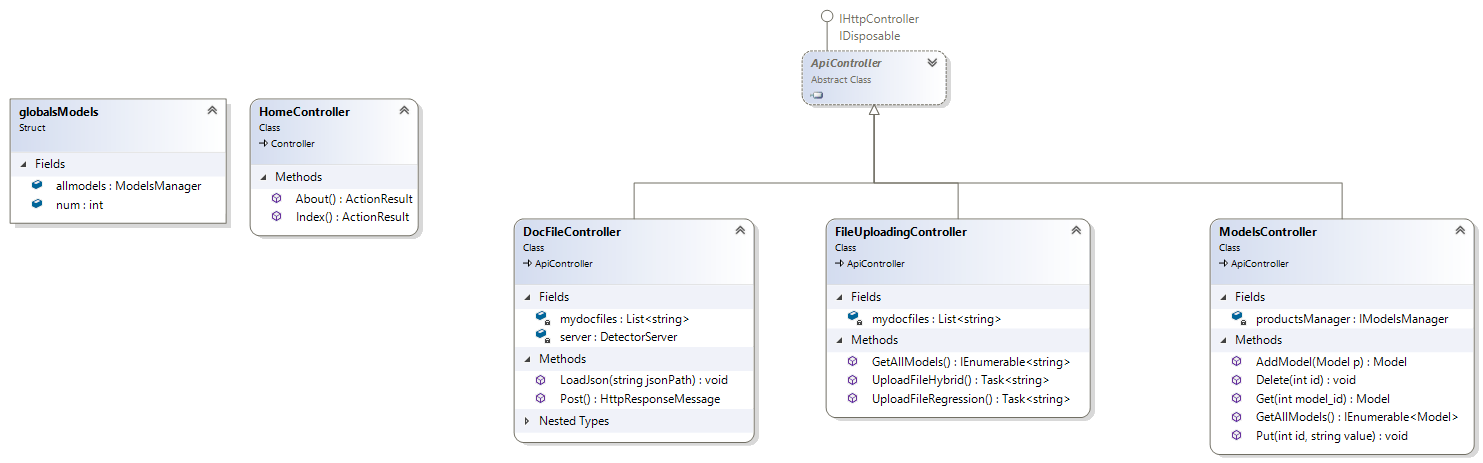 IHttpController
IDisposable
ApiController
Abstract Class
globalsModels
Struct
Fields
allmodels : ModelsManager
num : int
HomeController
Class
Controller
Methods
About() : ActionResult
Index() : ActionResult
DocFileController
Class
ApiController
Fields
mydocfiles : List<string>
server : DetectorServer
Methods
LoadJson(string jsonPath) : void
Post() : HttpResponseMessage
Nested Types
FileUploadingController
Class
ApiController
Fields
mydocfiles : List<string>
Methods
GetAllModels() : IEnumerable<string>
UploadFileHybrid() : Task<string>
UploadFileRegression() : Task<string>
ModelsController
Class
ApiController
Fields
productsManager : IModelsManager
Methods
AddModel(Model p) : Model
Delete(int id) : void
Get(int model_id) : Model
GetAllModels() : IEnumerable<Model>
Put(int id, string value) : void